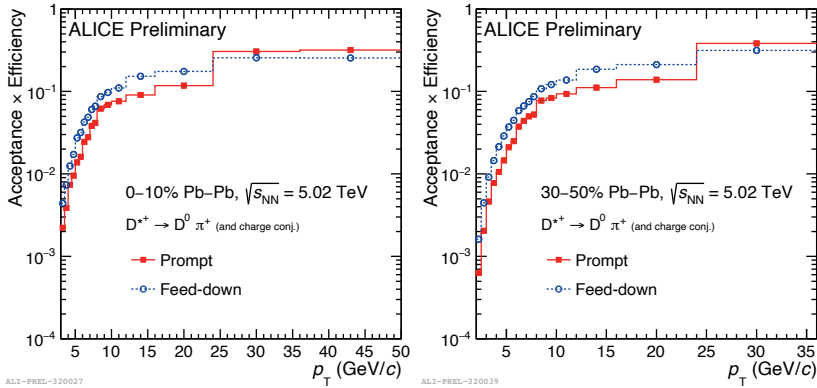 ALICE Preliminary
Acceptance × Efficiency
1
10⁻¹
10⁻²
10⁻³
10⁻⁴
0–10% Pb–Pb, √sNN = 5.02 TeV
D*⁺ → D⁰ π⁺ (and charge conj.)
Prompt
Feed-down
5 10 15 20 25 30 35 40 45 50
pT (GeV/c)
ALI-PREL-320027
ALICE Preliminary
Acceptance × Efficiency
1
10⁻¹
10⁻²
10⁻³
10⁻⁴
30–50% Pb–Pb, √sNN = 5.02 TeV
D*⁺ → D⁰ π⁺ (and charge conj.)
Prompt
Feed-down
5 10 15 20 25 30 35
pT (GeV/c)
ALI-PREL-320039